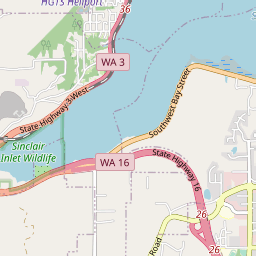 HGTS Heliport
36
WA 3
State Highway 3 West
Southwest Bay Street
Sinclair
Inlet Wildlife
WA 16
State Highway 16
26
26
Road